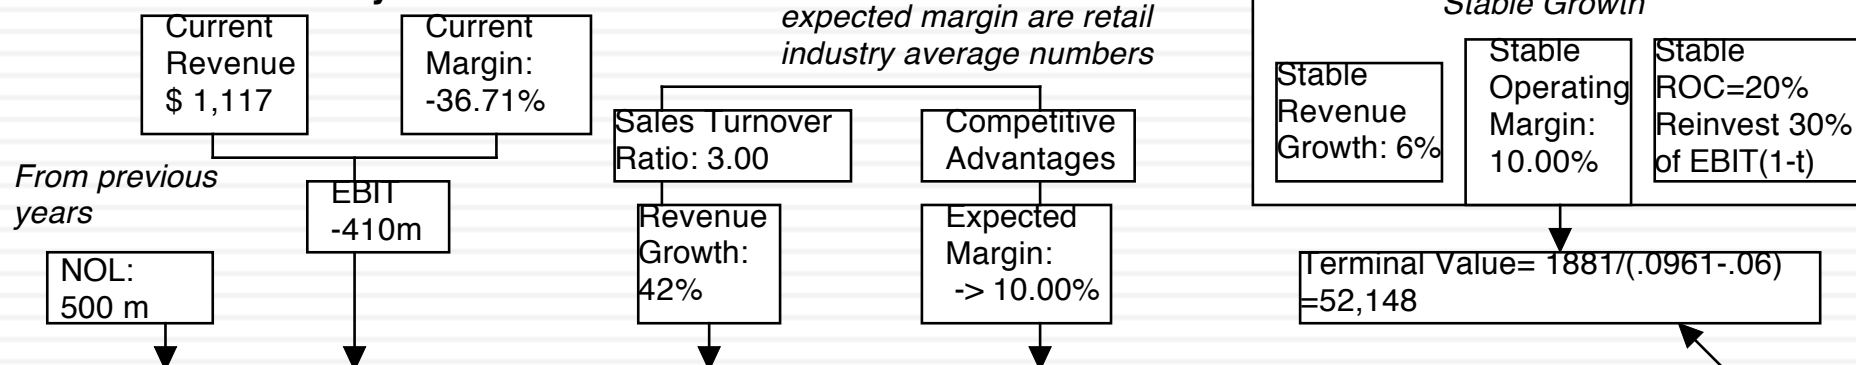 Current
Revenue
$ 1,117
Current
Margin:
-36.71%
expected margin are retail
industry average numbers
Stable Growth
Stable
Revenue
Growth: 6%
Stable
Operating
Margin:
10.00%
Stable
ROC=20%
Reinvest 30%
of EBIT(1-t)
Sales Turnover
Ratio: 3.00
Competitive
Advantages
From previous
years
EBIT
-410m
Revenue
Growth:
42%
Expected
Margin:
-> 10.00%
NOL:
500 m
Terminal Value= 1881/(.0961-.06)
=52,148